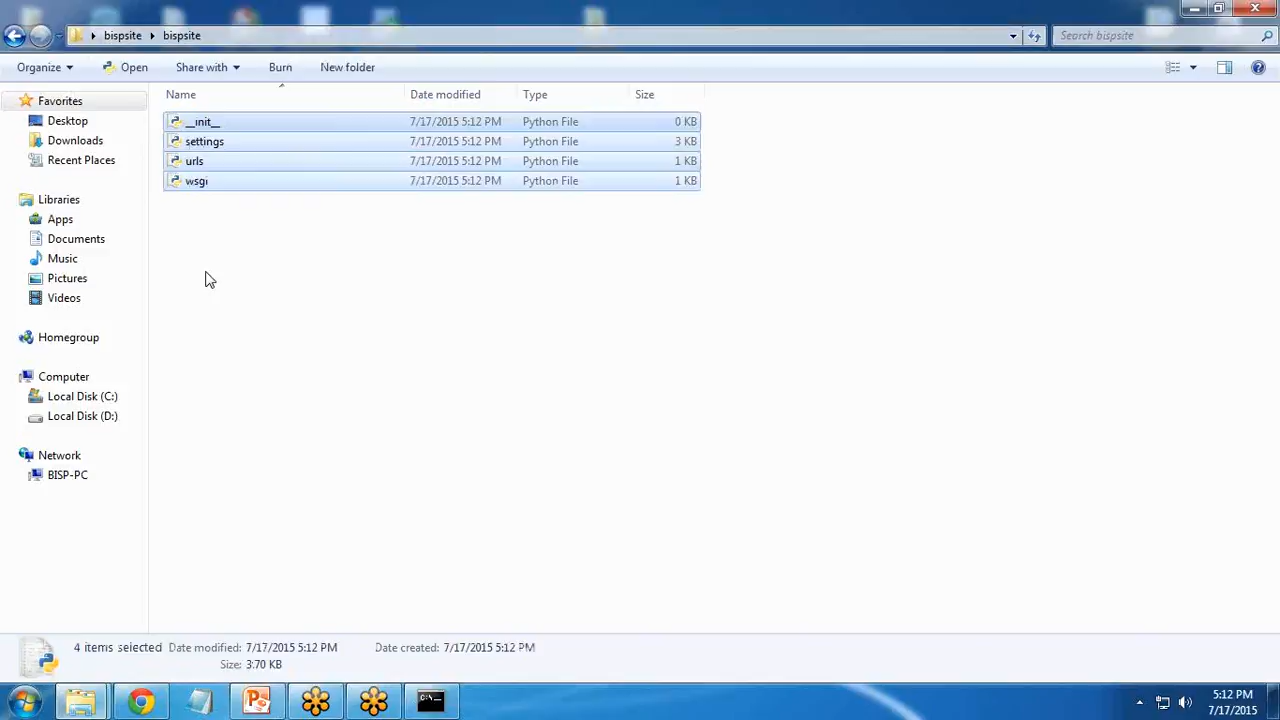 bispsite bispsite Search bispsite
Organize Open Share with Burn New folder
Name Date modified Type Size
Favorites
Desktop
Downloads
Recent Places
Libraries
Apps
Documents
Music
Pictures
Videos
Homegroup
Computer
Local Disk (C:)
Local Disk (D:)
Network
BISP-PC
__init__ 7/17/2015 5:12 PM Python File 0 KB
settings 7/17/2015 5:12 PM Python File 3 KB
urls 7/17/2015 5:12 PM Python File 1 KB
wsgi 7/17/2015 5:12 PM Python File 1 KB
4 items selected Date modified: 7/17/2015 5:12 PM Date created: 7/17/2015 5:12 PM
Size: 3.70 KB
5:12 PM
7/17/2015